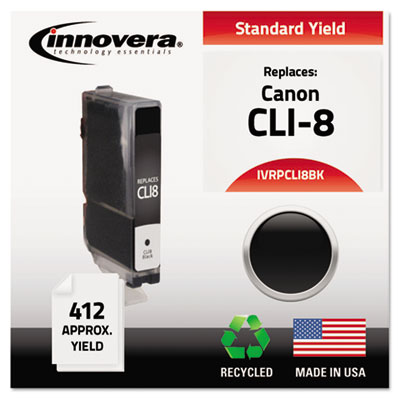 innovera®
technology essentials
Standard Yield
Replaces:
Canon
CLI-8
IVRPCLI8BK
REPLACES
CLI8
CLI8
Black
412
APPROX.
YIELD
RECYCLED
MADE IN USA